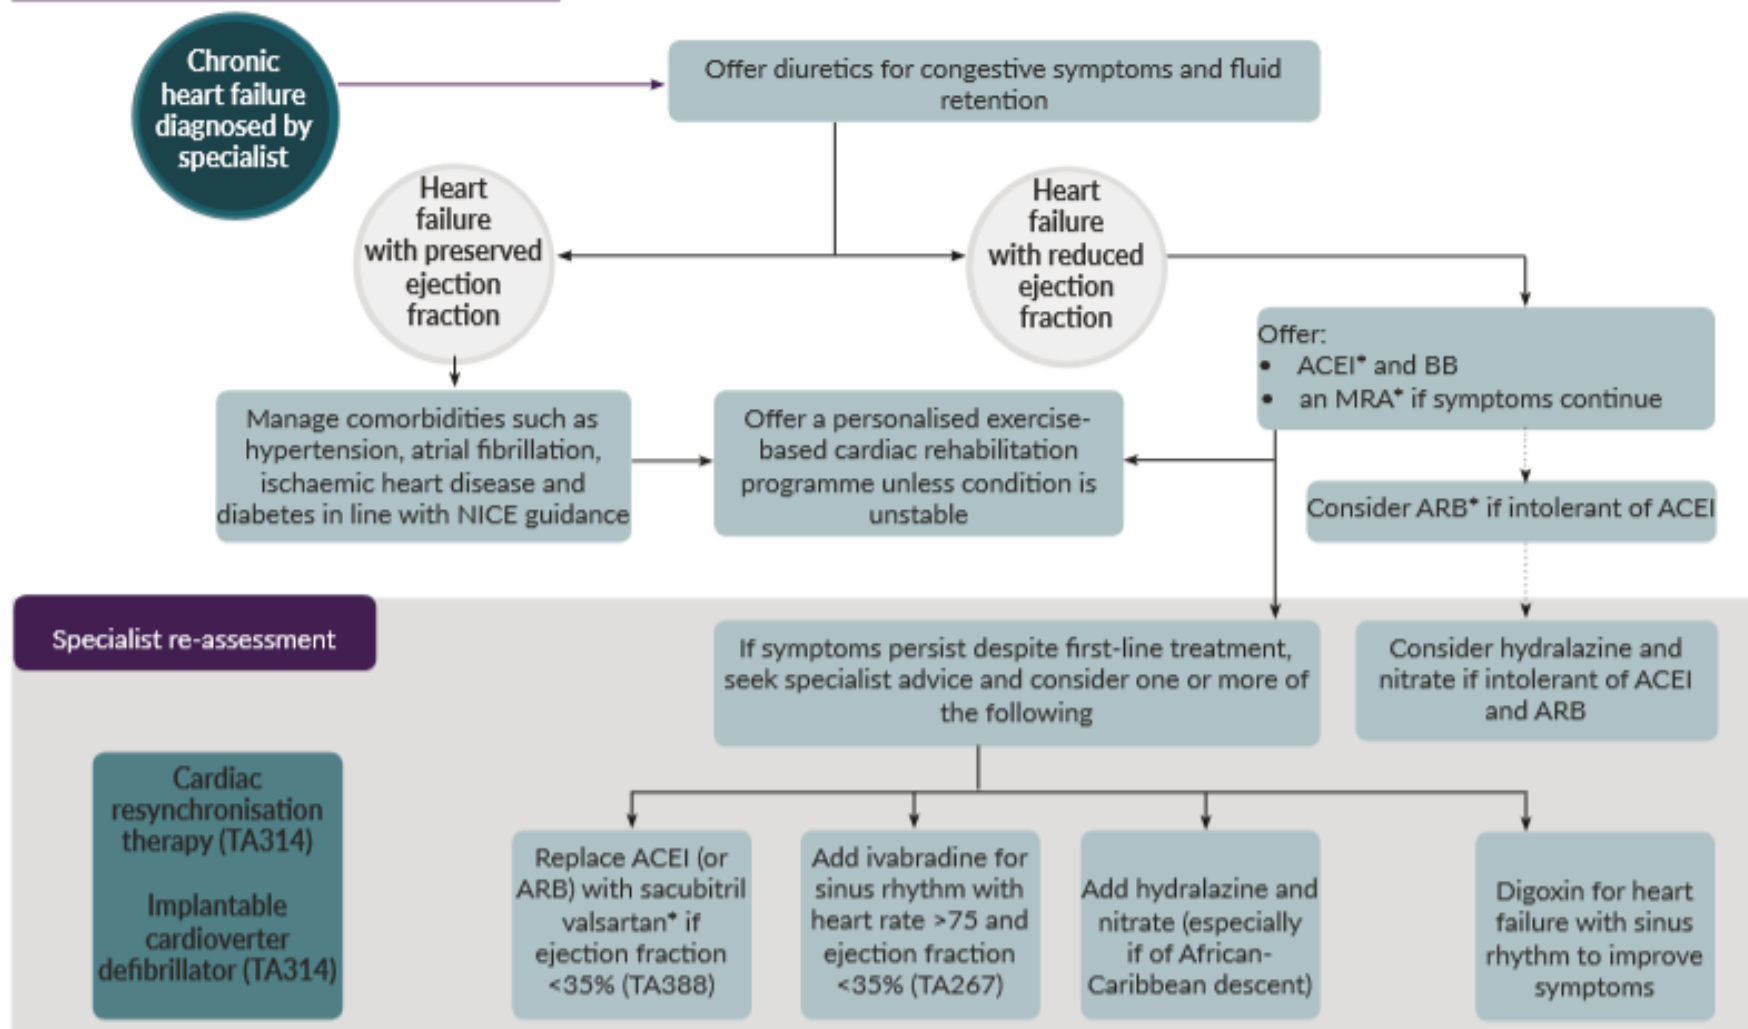 Chronic
heart failure
diagnosed by
specialist
Offer diuretics for congestive symptoms and fluid
retention
Heart
failure
with preserved
ejection
fraction
Heart
failure
with reduced
ejection
fraction
Offer:
• ACEI* and BB
• an MRA* if symptoms continue
Manage comorbidities such as
hypertension, atrial fibrillation,
ischaemic heart disease and
diabetes in line with NICE guidance
Offer a personalised exercise-
based cardiac rehabilitation
programme unless condition is
unstable
Consider ARB* if intolerant of ACEI
Specialist re-assessment
If symptoms persist despite first-line treatment,
seek specialist advice and consider one or more of
the following
Consider hydralazine and
nitrate if intolerant of ACEI
and ARB
Cardiac
resynchronisation
therapy (TA314)
Implantable
cardioverter
defibrillator (TA314)
Replace ACEI (or
ARB) with sacubitril
valsartan* if
ejection fraction
<35% (TA388)
Add ivabradine for
sinus rhythm with
heart rate >75 and
ejection fraction
<35% (TA267)
Add hydralazine and
nitrate (especially
if of African-
Caribbean descent)
Digoxin for heart
failure with sinus
rhythm to improve
symptoms